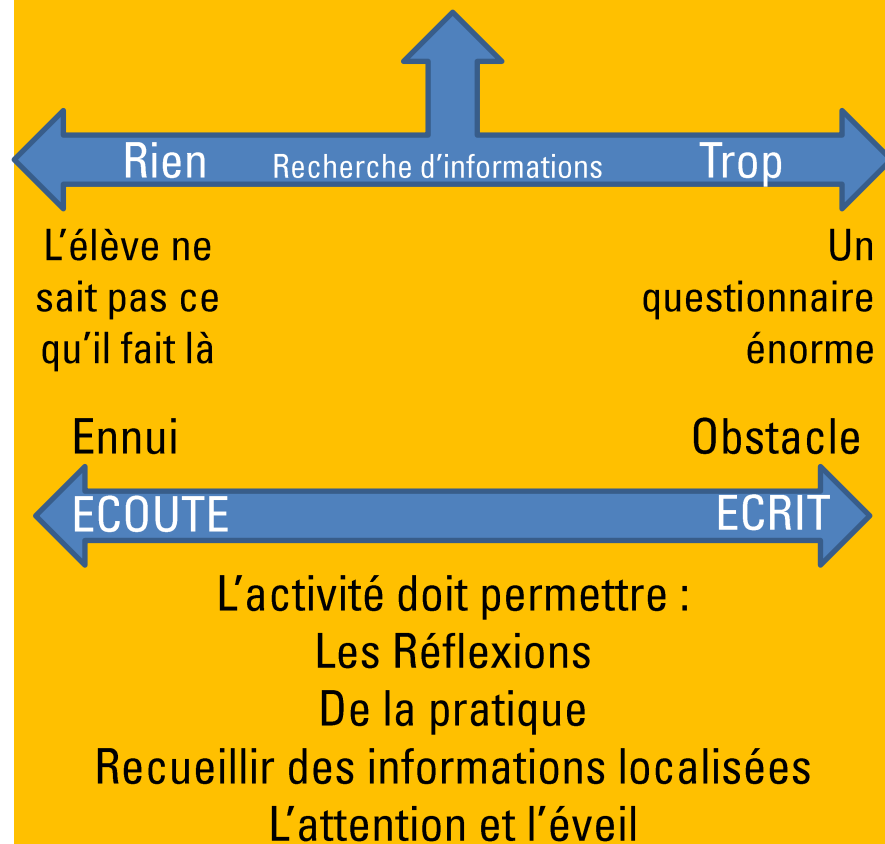 Rien Recherche d'informations Trop
L'élève ne
sait pas ce
qu'il fait là
Un
questionnaire
énorme
Ennui Obstacle
ECOUTE ECRIT
L'activité doit permettre :
Les Réflexions
De la pratique
Recueillir des informations localisées
L'attention et l'éveil